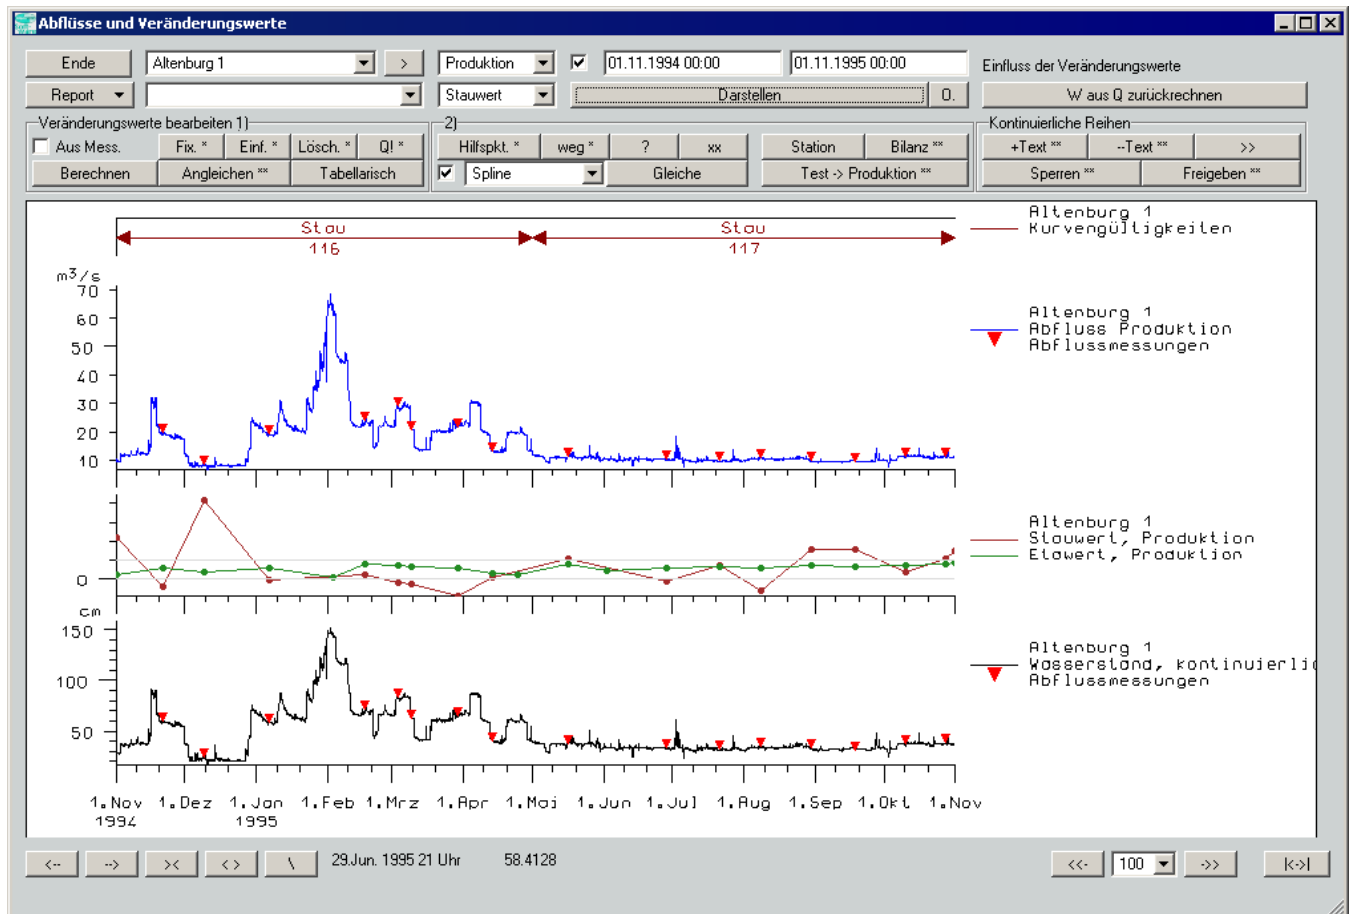 Abflüsse und Veränderungswerte
Ende
Altenburg 1
>
Produktion
01.11.1994 00:00
01.11.1995 00:00
Einfluss der Veränderungswerte
Report
Stauwert
Darstellen
O.
W aus Q zurückrechnen
Veränderungswerte bearbeiten 1)
2)
Kontinuierliche Reihen
Aus Mess.
Fix. *
Einf. *
Lösch. *
Q! *
Hilfspkt. *
weg *
?
xx
Station
Bilanz **
+Text **
--Text **
>>
Berechnen
Angleichen **
Tabellarisch
Spline
Gleiche
Test -> Produktion **
Sperren **
Freigeben **
Stau
116
Stau
117
Altenburg 1
Kurvengültigkeiten
m3/s
70
60
50
40
30
20
10
Altenburg 1
Abfluss Produktion
Abflussmessungen
0
Altenburg 1
Stauwert, Produktion
Etawert, Produktion
cm
150
100
50
Altenburg 1
Wasserstand, kontinuierlic
Abflussmessungen
1.Nov 1.Dez 1.Jan 1.Feb 1.Mrz 1.Apr 1.Mai 1.Jun 1.Jul 1.Aug 1.Sep 1.Okt 1.Nov
1994 1995
<--
-->
><
< >
\
29.Jun. 1995 21 Uhr
58.4128
<<-
100
->>
|<->|